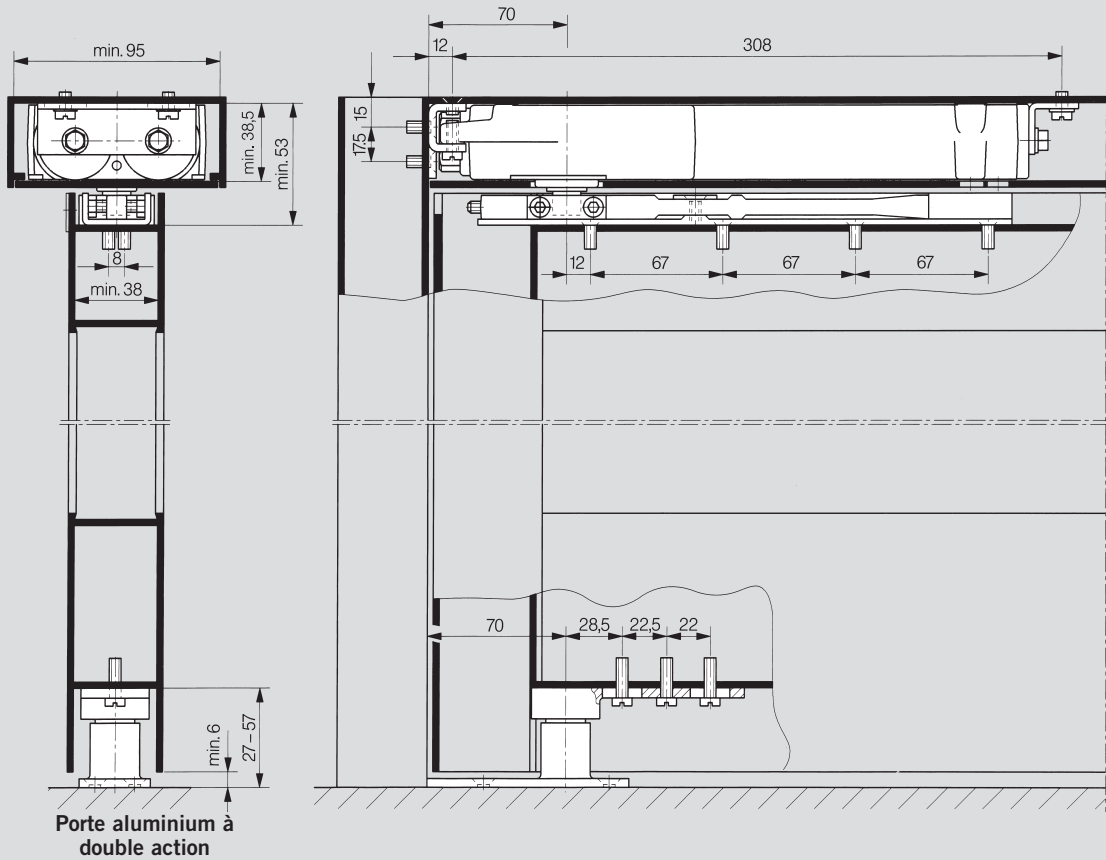 70
12
308
min. 95
15
17,5
min. 38,5
min. 53
8
min. 38
12
67
67
67
70
28,5
22,5
22
min. 6
27 – 57
Porte aluminium à
double action